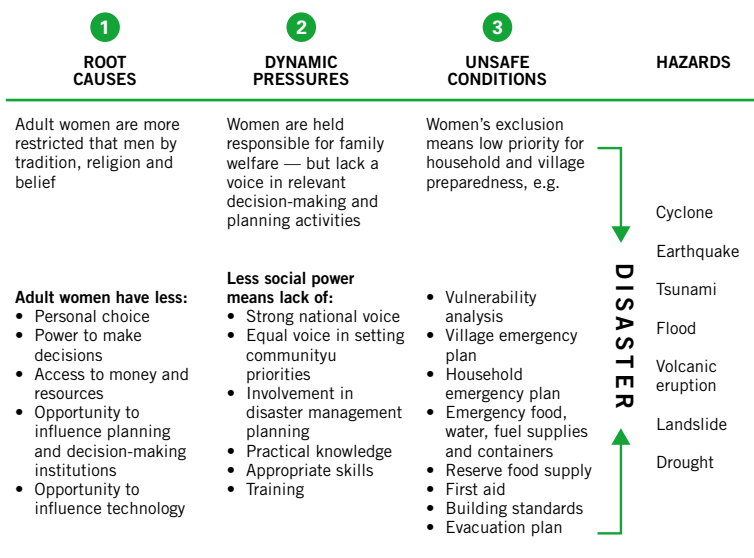 1
ROOT
CAUSES
2
DYNAMIC
PRESSURES
3
UNSAFE
CONDITIONS
HAZARDS
Adult women are more
restricted that men by
tradition, religion and
belief
Women are held
responsible for family
welfare — but lack a
voice in relevant
decision-making and
planning activities
Women's exclusion
means low priority for
household and village
preparedness, e.g.
Adult women have less:
• Personal choice
• Power to make
decisions
• Access to money and
resources
• Opportunity to
influence planning
and decision-making
institutions
• Opportunity to
influence technology
Less social power
means lack of:
• Strong national voice
• Equal voice in setting
communityu
priorities
• Involvement in
disaster management
planning
• Practical knowledge
• Appropriate skills
• Training
• Vulnerability
analysis
• Village emergency
plan
• Household
emergency plan
• Emergency food,
water, fuel supplies
and containers
• Reserve food supply
• First aid
• Building standards
• Evacuation plan
DISASTER
Cyclone
Earthquake
Tsunami
Flood
Volcanic
eruption
Landslide
Drought